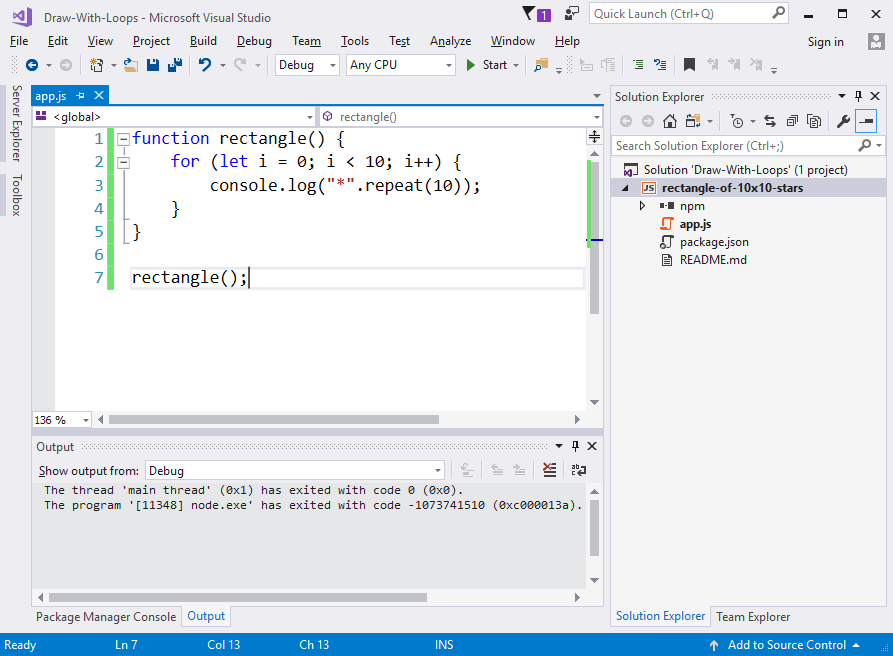 Draw-With-Loops - Microsoft Visual Studio
1
Quick Launch (Ctrl+Q)
File Edit View Project Build Debug Team Tools Test Analyze Window Help
Sign in
Debug Any CPU Start
Server Explorer
Toolbox
app.js
<global> rectangle()
1 function rectangle() {
2 for (let i = 0; i < 10; i++) {
3 console.log("*".repeat(10));
4 }
5 }
6
7 rectangle();
136 %
Output
Show output from: Debug
The thread 'main thread' (0x1) has exited with code 0 (0x0).
The program '[11348] node.exe' has exited with code -1073741510 (0xc000013a).
Package Manager Console Output
Solution Explorer
Search Solution Explorer (Ctrl+;)
Solution 'Draw-With-Loops' (1 project)
JS rectangle-of-10x10-stars
npm
app.js
package.json
README.md
Solution Explorer Team Explorer
Ready Ln 7 Col 13 Ch 13 INS Add to Source Control